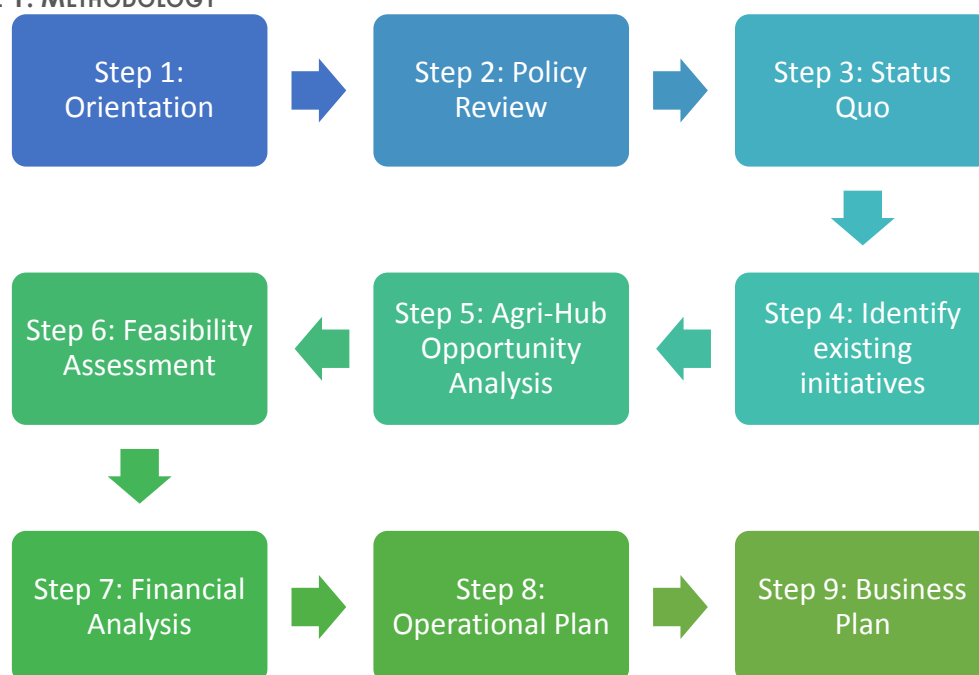 1: METHODOLOGY
Step 1:
Orientation
Step 2: Policy
Review
Step 3: Status
Quo
Step 4: Identify
existing
initiatives
Step 5: Agri-Hub
Opportunity
Analysis
Step 6: Feasibility
Assessment
Step 7: Financial
Analysis
Step 8:
Operational Plan
Step 9: Business
Plan